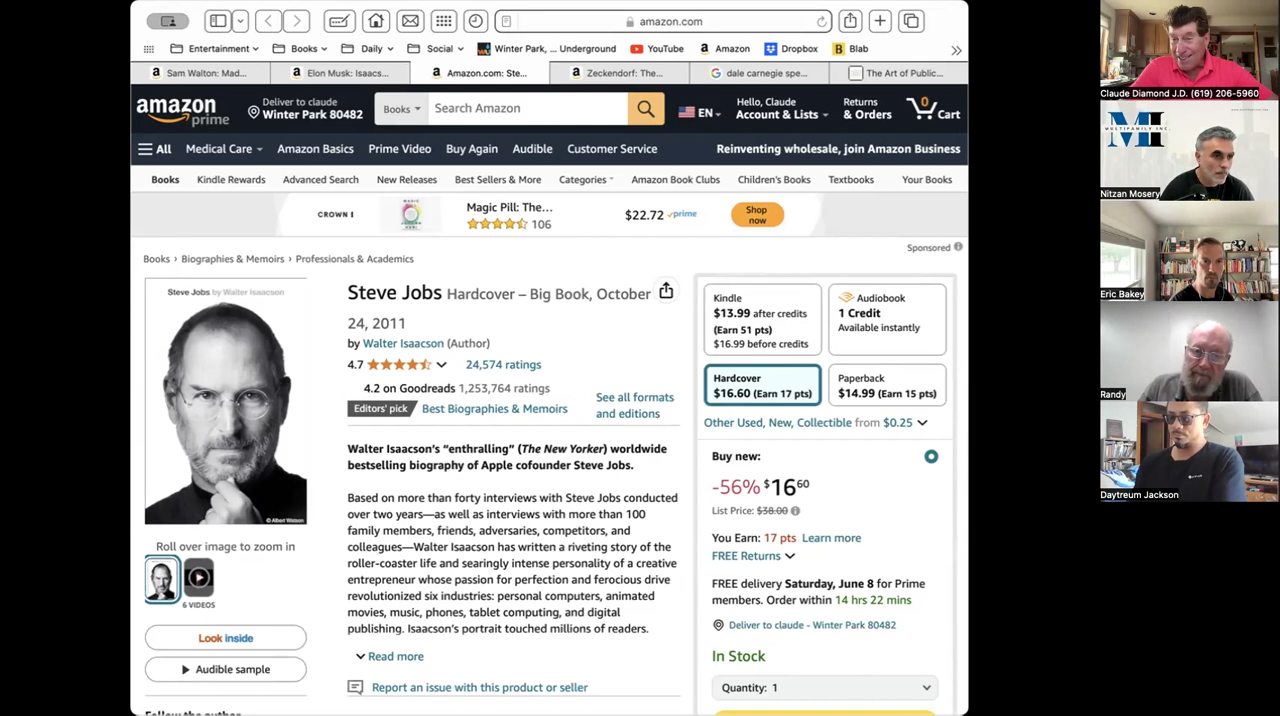 amazon.com
Entertainment
Books
Daily
Social
Winter Park, ... Underground
YouTube
Amazon
Dropbox
Blab
Sam Walton: Mad...
Elon Musk: Isaacs...
Amazon.com: Ste...
Zeckendorf: The...
dale carnegie spe...
The Art of Public...
amazon
prime
Deliver to claude
Winter Park 80482
Books
Search Amazon
EN
Hello, Claude
Account & Lists
Returns
& Orders
0
Cart
All
Medical Care
Amazon Basics
Prime Video
Buy Again
Audible
Customer Service
Reinventing wholesale, join Amazon Business
Books
Kindle Rewards
Advanced Search
New Releases
Best Sellers & More
Categories
Amazon Book Clubs
Children's Books
Textbooks
Your Books
CROWN
Magic Pill: The...
106
$22.72 prime
Shop
now
Sponsored
Books › Biographies & Memoirs › Professionals & Academics
Steve Jobs by Walter Isaacson
© Albert Watson
Roll over image to zoom in
6 VIDEOS
Look inside
Audible sample
Follow the author
Steve Jobs Hardcover – Big Book, October
24, 2011
by Walter Isaacson (Author)
4.7
24,574 ratings
4.2 on Goodreads 1,253,764 ratings
Editors' pick
Best Biographies & Memoirs
See all formats
and editions
Walter Isaacson's “enthralling” (The New Yorker) worldwide
bestselling biography of Apple cofounder Steve Jobs.
Based on more than forty interviews with Steve Jobs conducted
over two years—as well as interviews with more than 100
family members, friends, adversaries, competitors, and
colleagues—Walter Isaacson has written a riveting story of the
roller-coaster life and searingly intense personality of a creative
entrepreneur whose passion for perfection and ferocious drive
revolutionized six industries: personal computers, animated
movies, music, phones, tablet computing, and digital
publishing. Isaacson's portrait touched millions of readers.
Read more
Report an issue with this product or seller
Kindle
$13.99 after credits
(Earn 51 pts)
$16.99 before credits
Audiobook
1 Credit
Available instantly
Hardcover
$16.60 (Earn 17 pts)
Paperback
$14.99 (Earn 15 pts)
Other Used, New, Collectible from $0.25
Buy new:
-56% $16 60
List Price: $38.00
You Earn: 17 pts Learn more
FREE Returns
FREE delivery Saturday, June 8 for Prime
members. Order within 14 hrs 22 mins
Deliver to claude - Winter Park 80482
In Stock
Quantity: 1
Claude Diamond J.D. (619) 206-5960
MI
MULTIFAMILY INC.
Nitzan Mosery
Eric Bakey
Randy
Daytreum Jackson